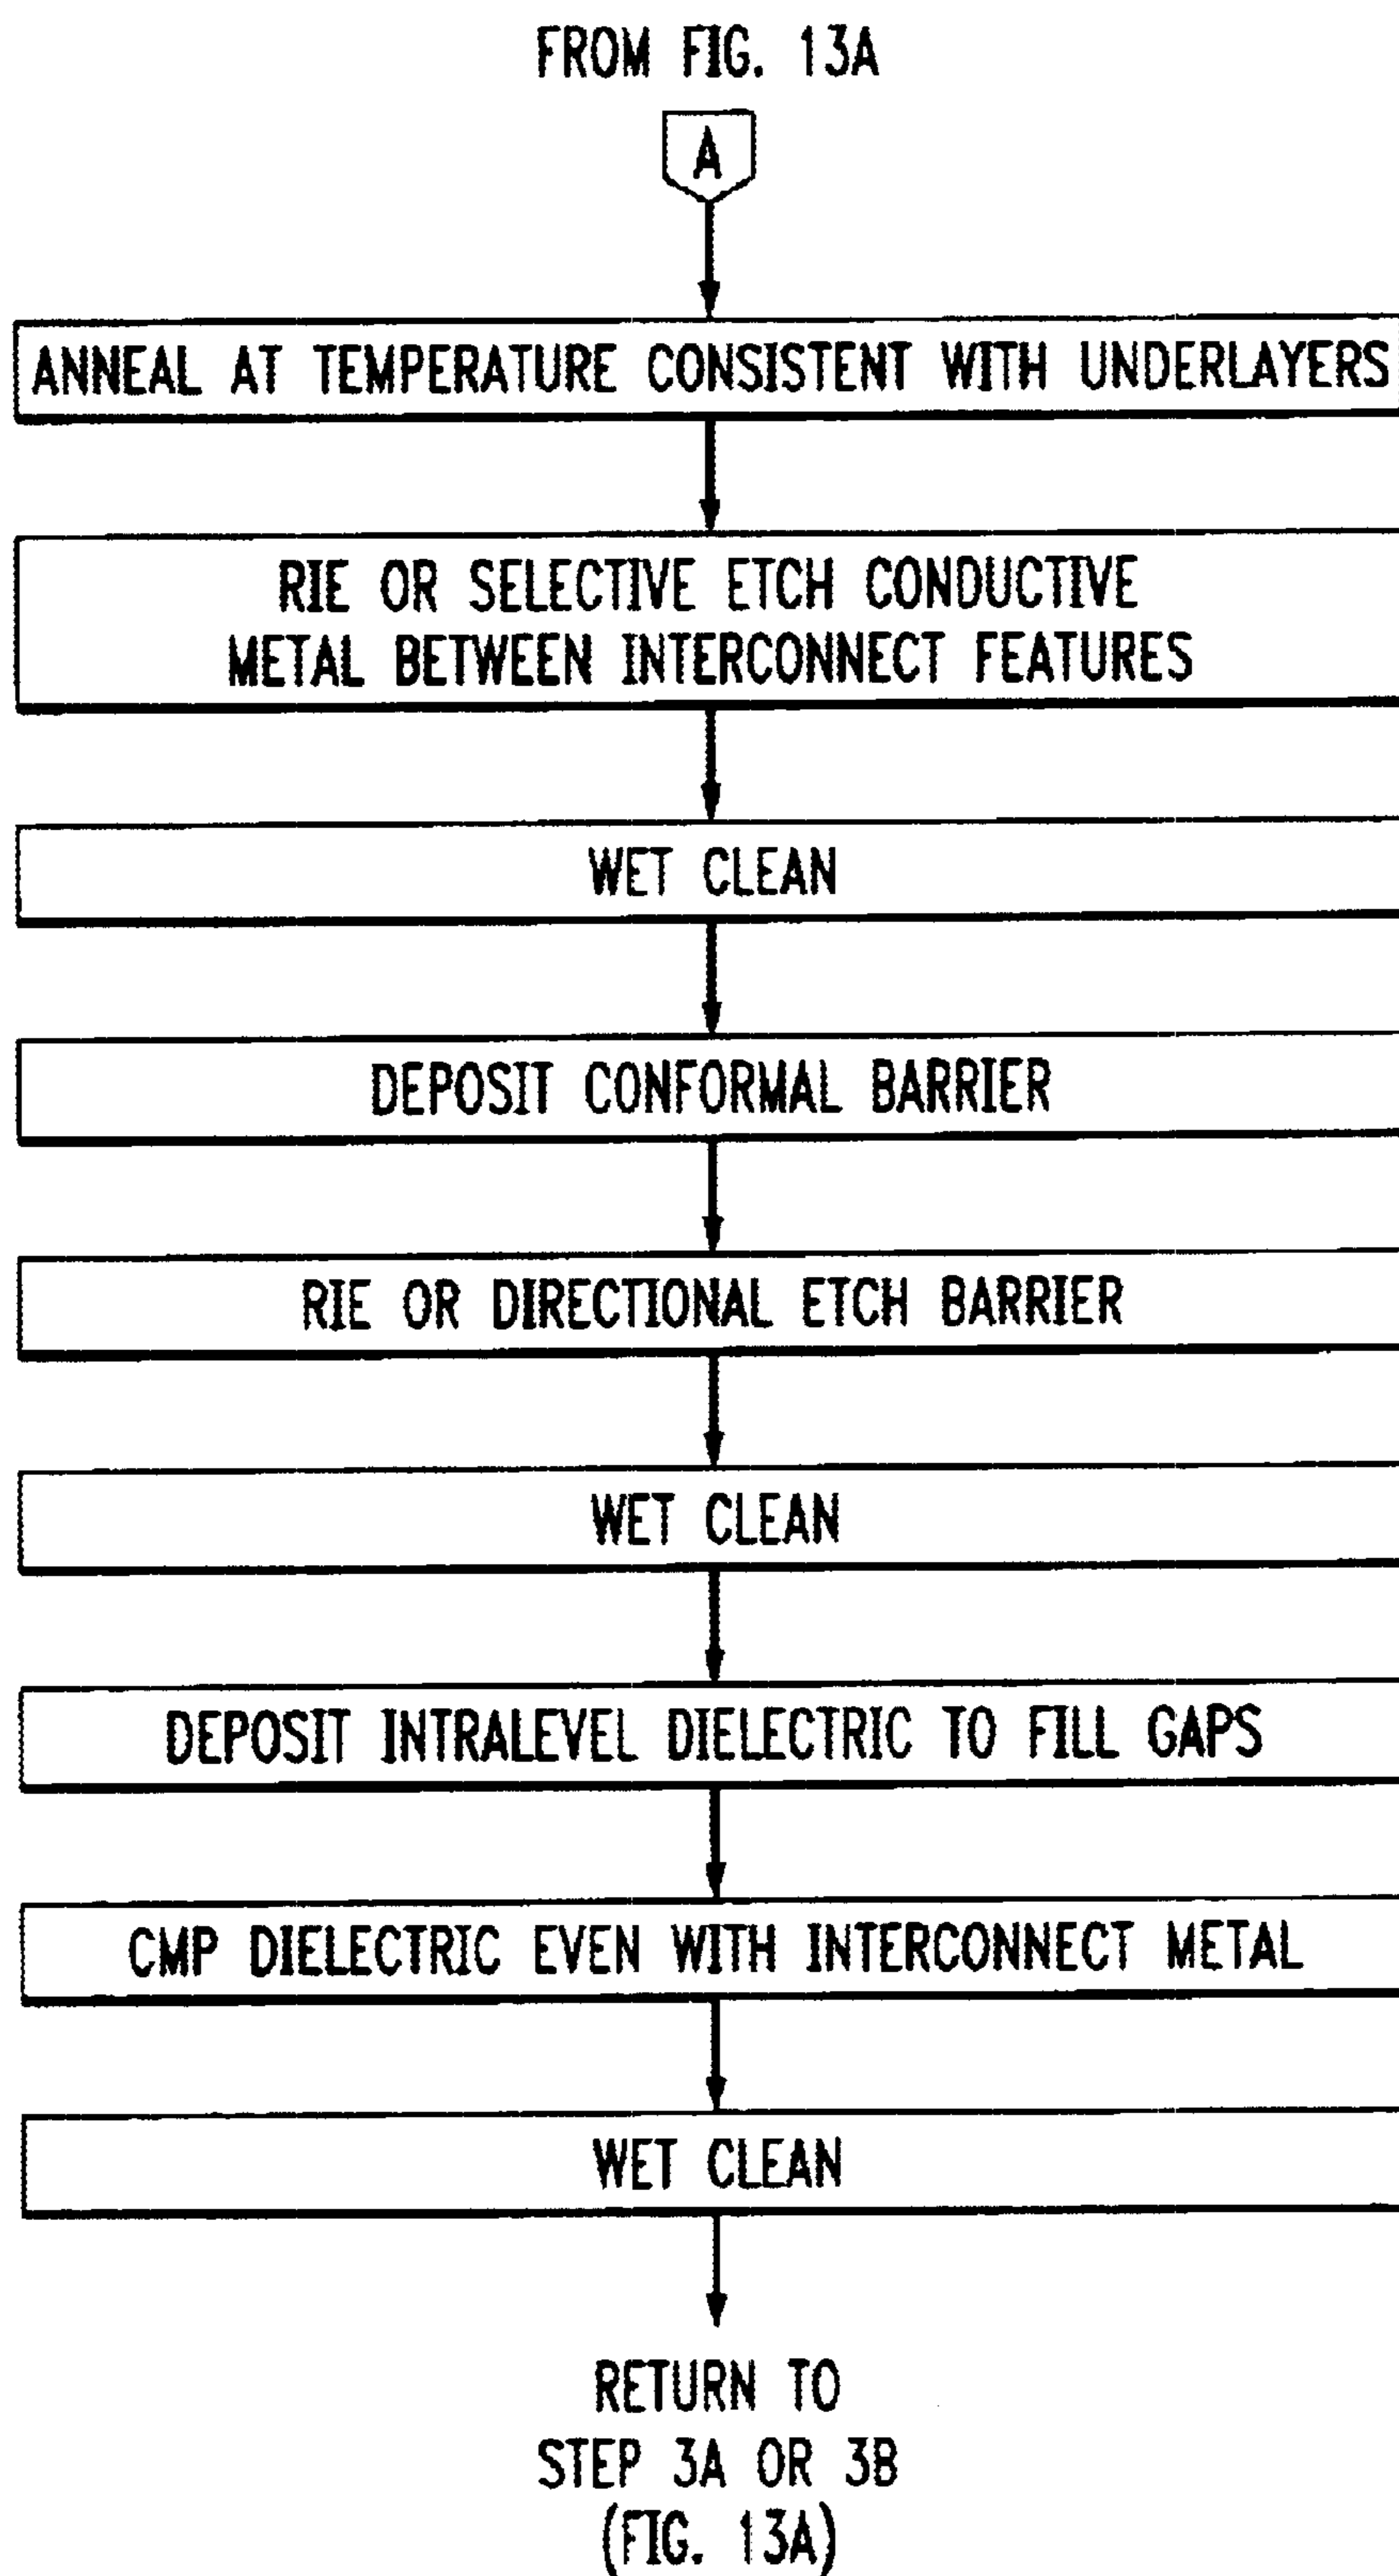 FROM FIG. 13A
A
ANNEAL AT TEMPERATURE CONSISTENT WITH UNDERLAYERS
RIE OR SELECTIVE ETCH CONDUCTIVE
METAL BETWEEN INTERCONNECT FEATURES
WET CLEAN
DEPOSIT CONFORMAL BARRIER
RIE OR DIRECTIONAL ETCH BARRIER
WET CLEAN
DEPOSIT INTRALEVEL DIELECTRIC TO FILL GAPS
CMP DIELECTRIC EVEN WITH INTERCONNECT METAL
WET CLEAN
RETURN TO
STEP 3A OR 3B
(FIG. 13A)